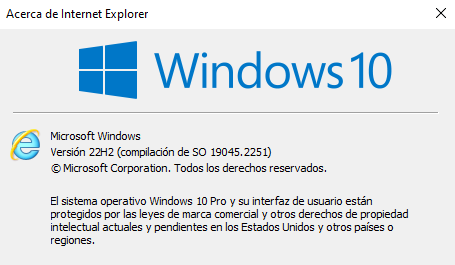 Acerca de Internet Explorer
Windows 10
Microsoft Windows
Versión 22H2 (compilación de SO 19045.2251)
© Microsoft Corporation. Todos los derechos reservados.
El sistema operativo Windows 10 Pro y su interfaz de usuario están
protegidos por las leyes de marca comercial y otros derechos de propiedad
intelectual actuales y pendientes en los Estados Unidos y otros países o
regiones.